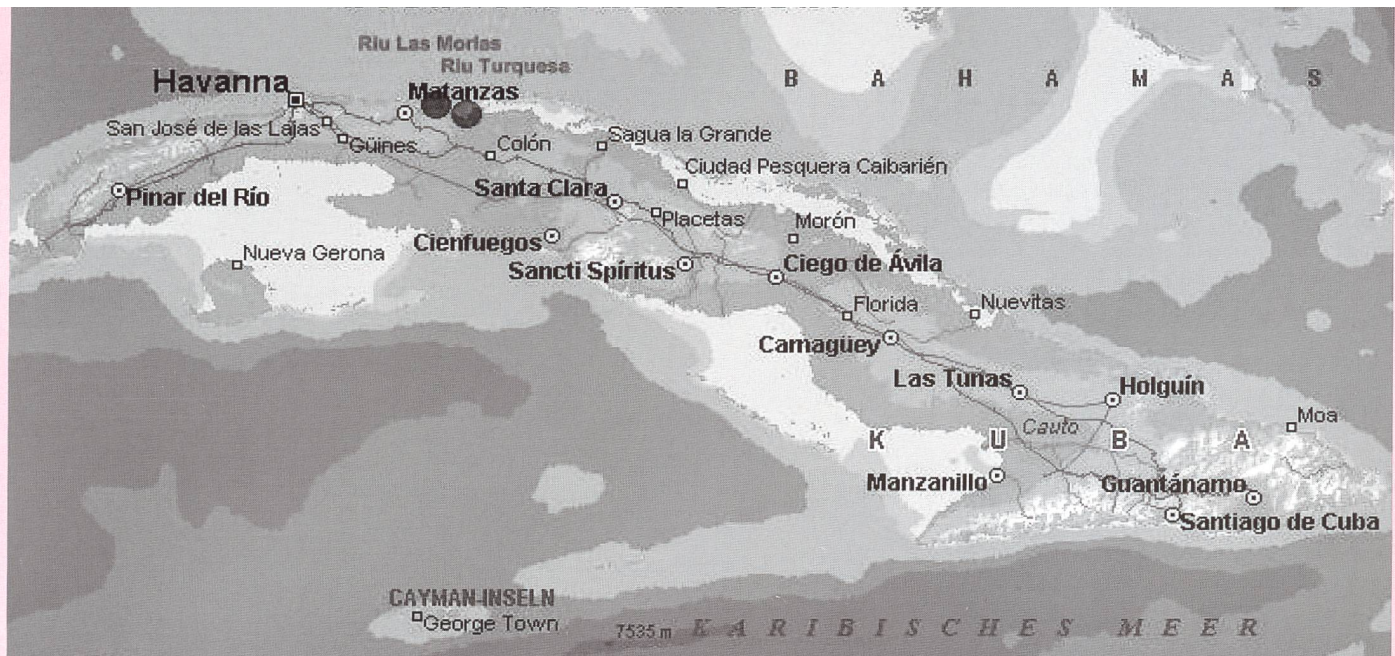 Riu Las Morlas
Riu Turquesa
Havanna
Matanzas
B A H A M A S
San José de las Lajas
Güines
Colón
Sagua la Grande
Ciudad Pesquera Caibarién
Pinar del Río
Santa Clara
Placetas
Morón
Nueva Gerona
Cienfuegos
Sancti Spíritus
Ciego de Ávila
Florida
Nuevitas
Camagüey
Las Tunas
Holguín
Moa
Cauto
K U B A
Manzanillo
Guantánamo
Santiago de Cuba
CAYMAN-INSELN
George Town
7535 m
KARIBISCHES MEER